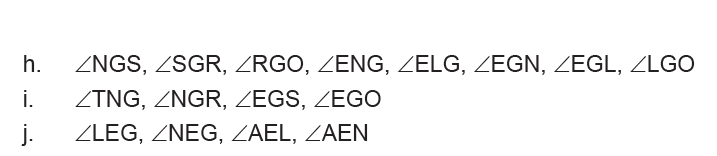 h. ∠NGS, ∠SGR, ∠RGO, ∠ENG, ∠ELG, ∠EGN, ∠EGL, ∠LGO
i. ∠TNG, ∠NGR, ∠EGS, ∠EGO
j. ∠LEG, ∠NEG, ∠AEL, ∠AEN